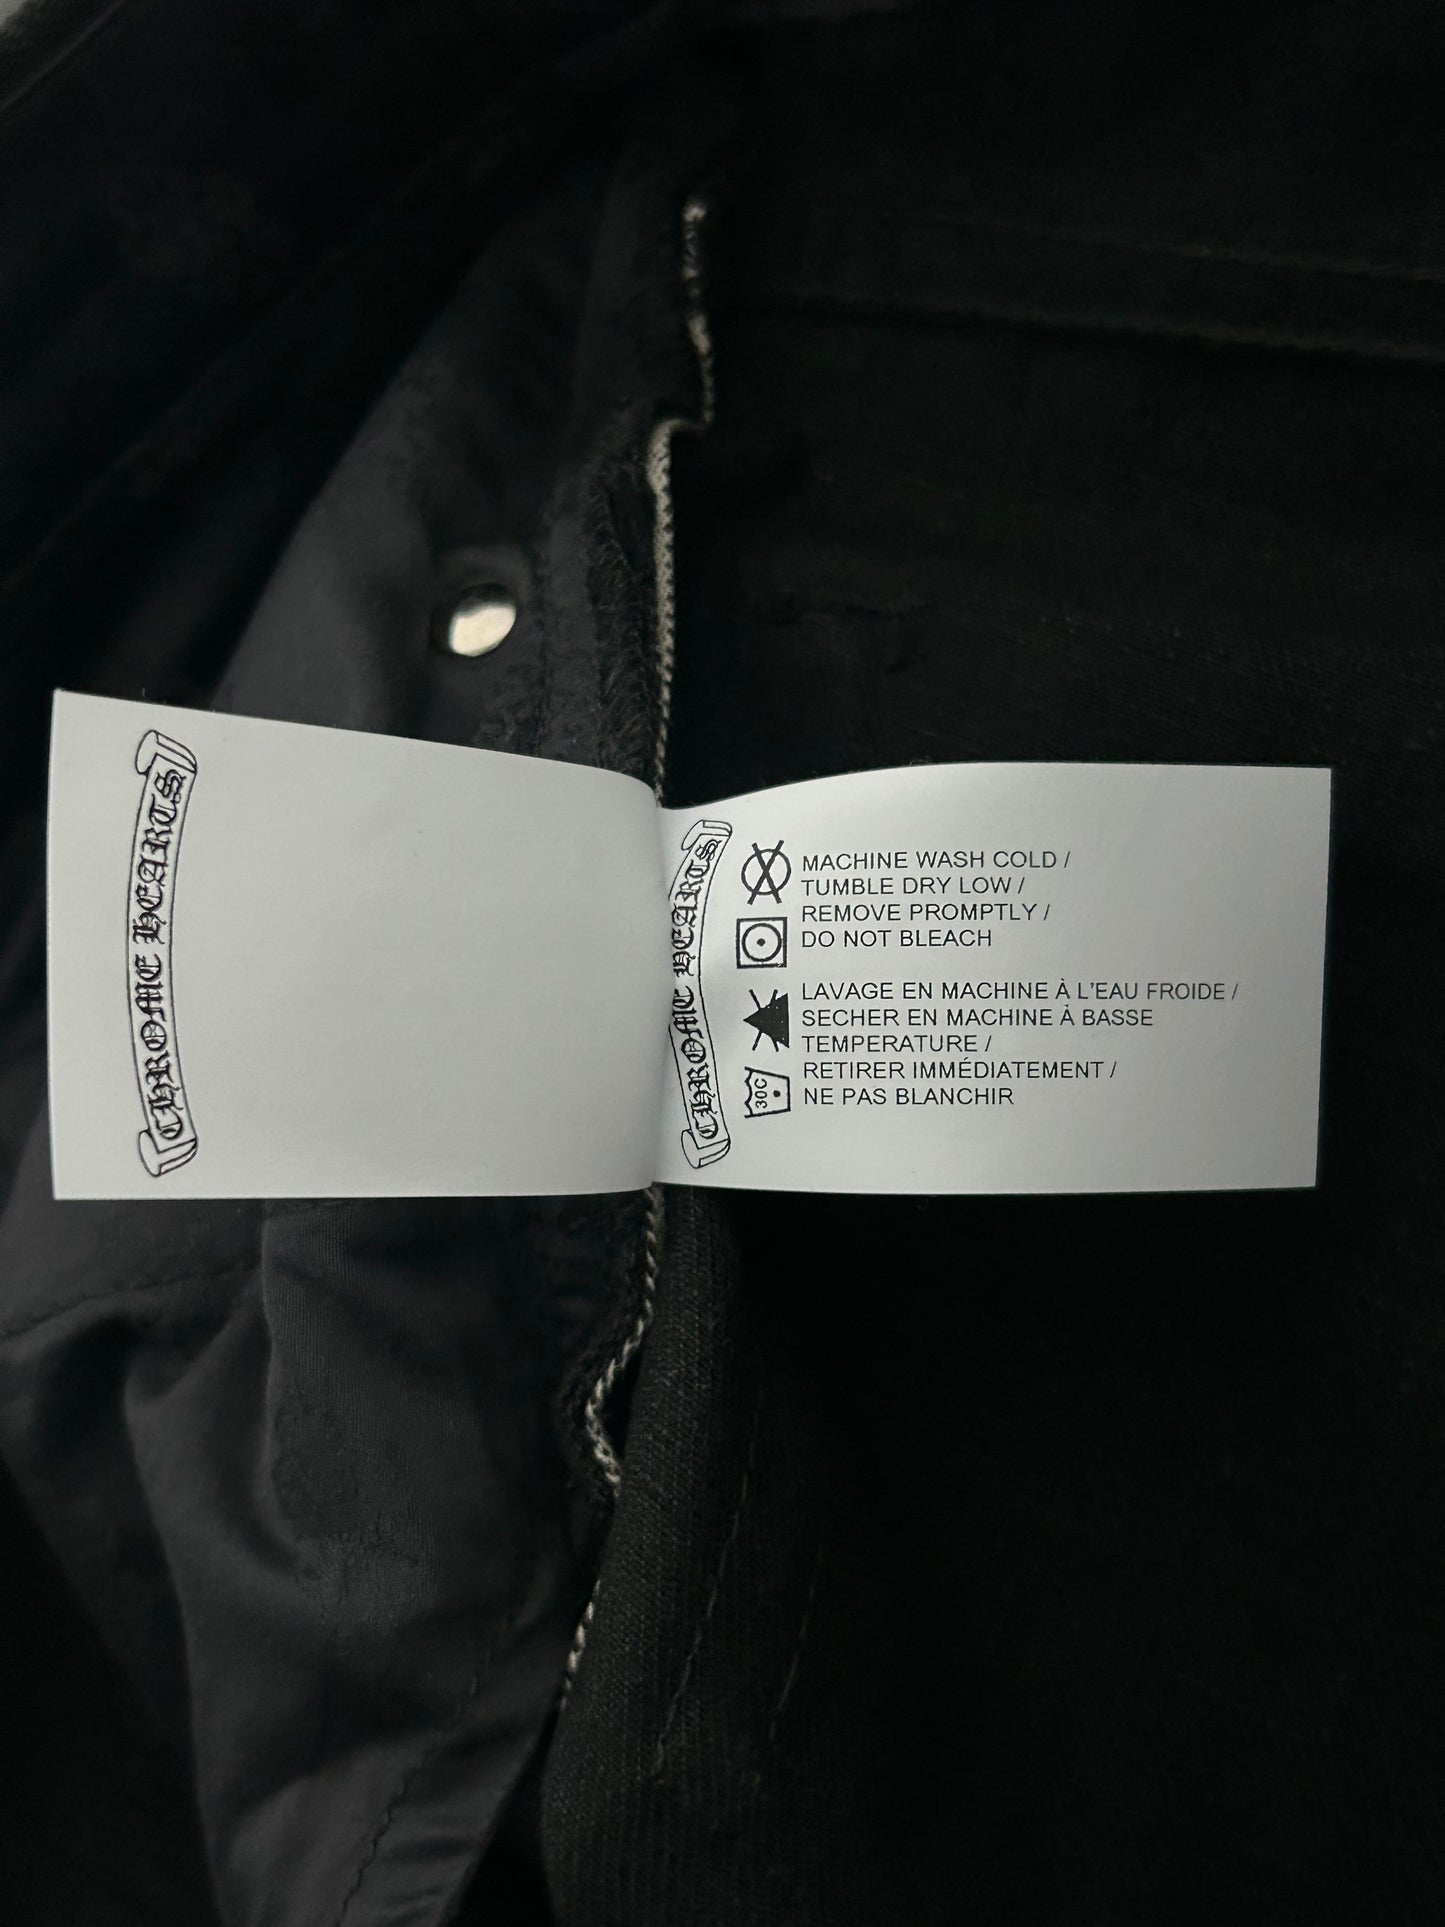 CHROME HEARTS
CHROME HEARTS
MACHINE WASH COLD /
TUMBLE DRY LOW /
REMOVE PROMPTLY /
DO NOT BLEACH
LAVAGE EN MACHINE À L'EAU FROIDE /
SECHER EN MACHINE À BASSE
TEMPERATURE /
RETIRER IMMÉDIATEMENT /
NE PAS BLANCHIR
30C